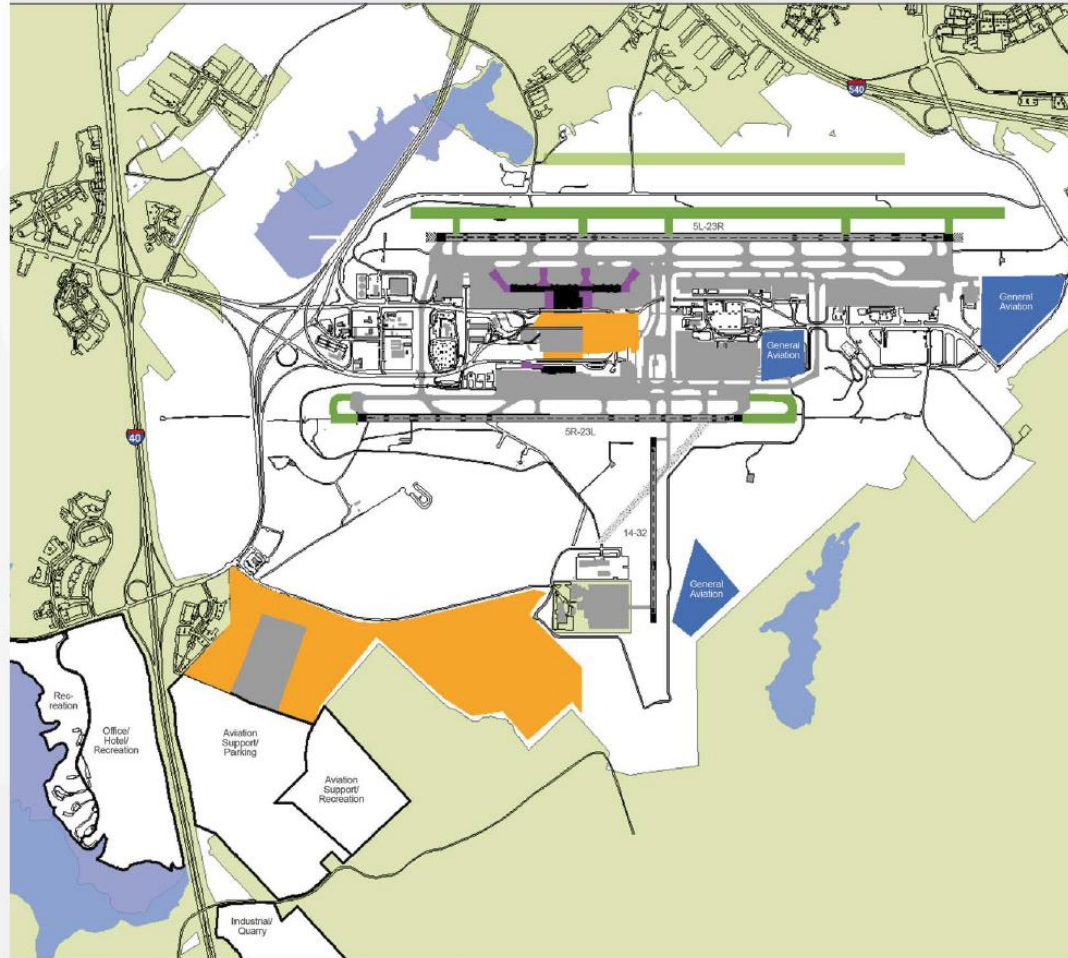 540
5L-23R
General
Aviation
General
Aviation
5R-23L
40
14-32
General
Aviation
Rec-
reation
Office/
Hotel/
Recreation
Aviation
Support/
Parking
Aviation
Support/
Recreation
Industrial/
Quarry